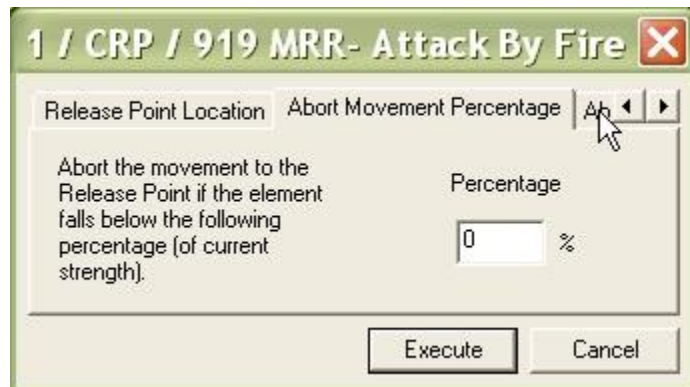 1 / CRP / 919 MRR- Attack By Fire
Release Point Location Abort Movement Percentage
Abort the movement to the
Release Point if the element
falls below the following
percentage (of current
strength).
Percentage
0 %
Execute Cancel